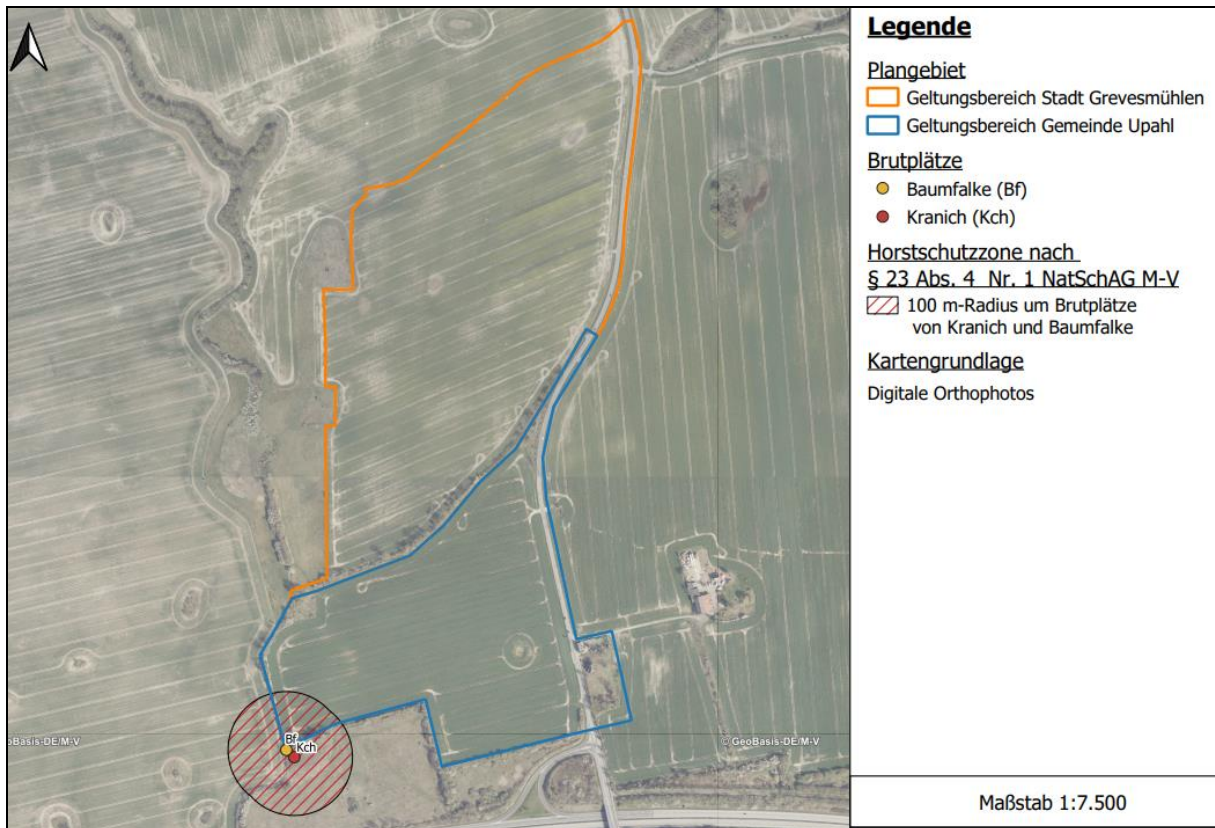 Legende
Plangebiet
Geltungsbereich Stadt Grevesmühlen
Geltungsbereich Gemeinde Upahl
Brutplätze
Baumfalke (Bf)
Kranich (Kch)
Horstschutzzone nach
§ 23 Abs. 4 Nr. 1 NatSchAG M-V
100 m-Radius um Brutplätze
von Kranich und Baumfalke
Kartengrundlage
Digitale Orthophotos
Bf
Kch
oBasis-DE/M-V
© GeoBasis-DE/M-V
Maßstab 1:7.500